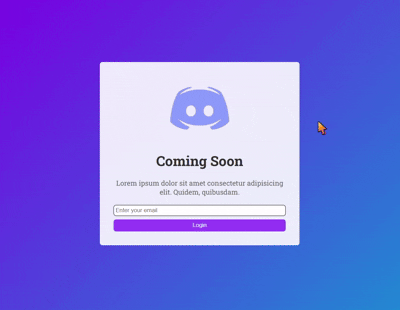 Coming Soon
Lorem ipsum dolor sit amet consectetur adipisicing
elit. Quidem, quibusdam.
Enter your email
Login